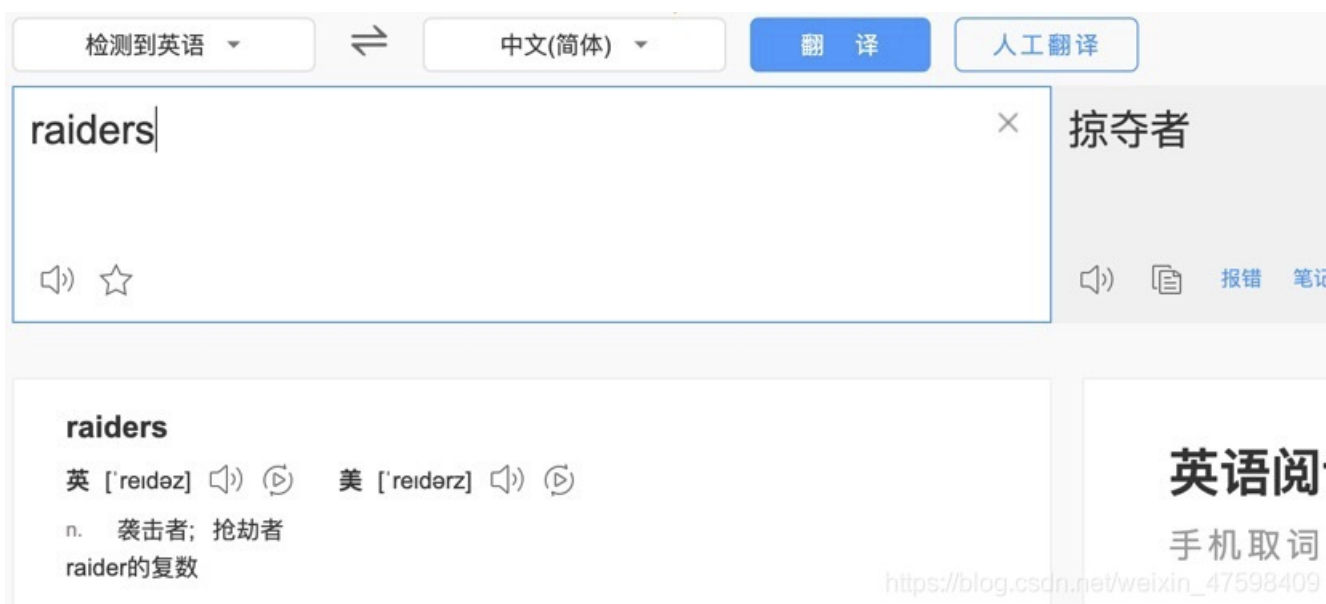 检测到英语 中文(简体) 翻 译 人工翻译
raiders 掠夺者
报错
raiders
英 [ˈreɪdəz] 美 [ˈreɪdərz]
英语阅
n. 袭击者; 抢劫者
手机取词
raider的复数
https://blog.csdn.net/weixin_47598409